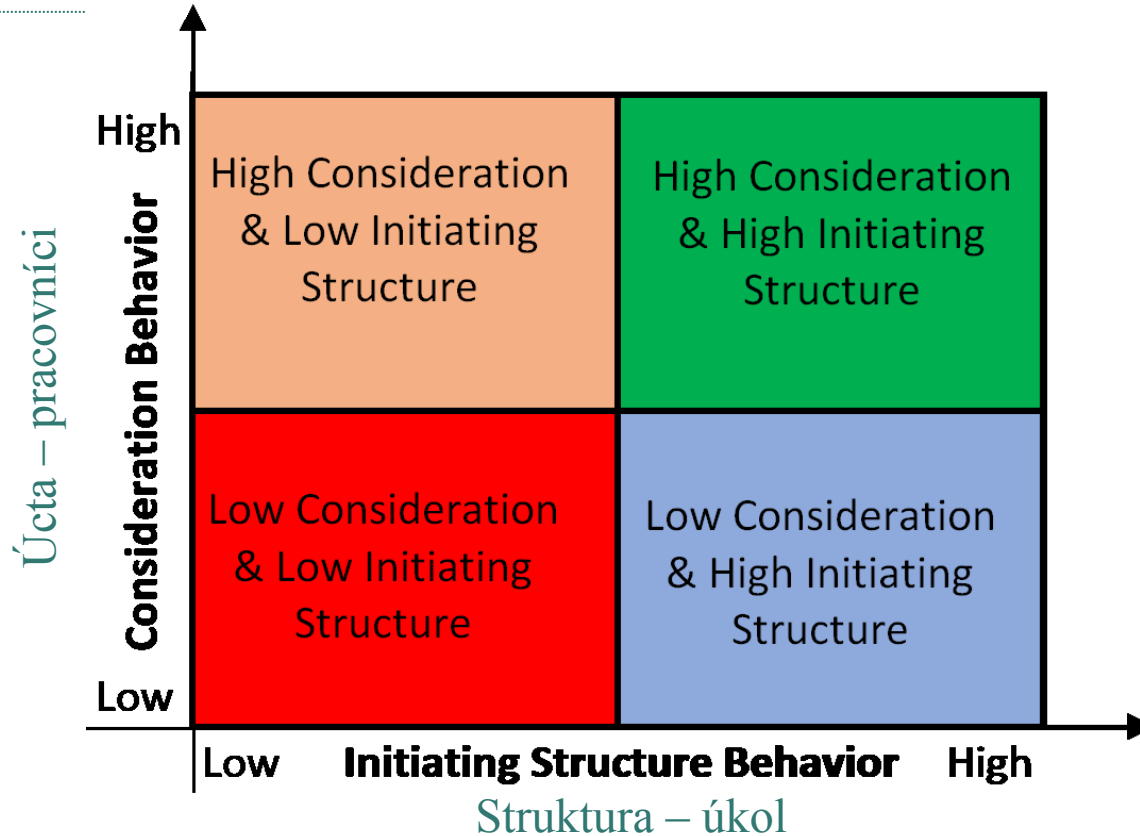 High
High Consideration
& Low Initiating
Structure
High Consideration
& High Initiating
Structure
Úcta – pracovníci
Consideration Behavior
Low Consideration
& Low Initiating
Structure
Low Consideration
& High Initiating
Structure
Low
Low
Initiating Structure Behavior
High
Struktura – úkol